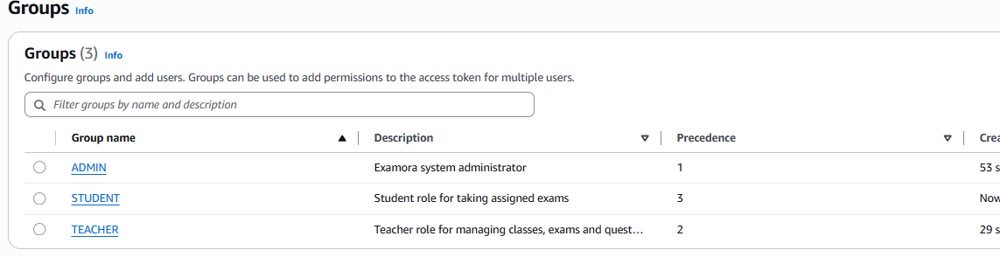 Groups Info
Groups (3) Info
Configure groups and add users. Groups can be used to add permissions to the access token for multiple users.
Filter groups by name and description
Group name Description Precedence Crea
ADMIN Examora system administrator 1 53 s
STUDENT Student role for taking assigned exams 3 Now
TEACHER Teacher role for managing classes, exams and quest… 2 29 s